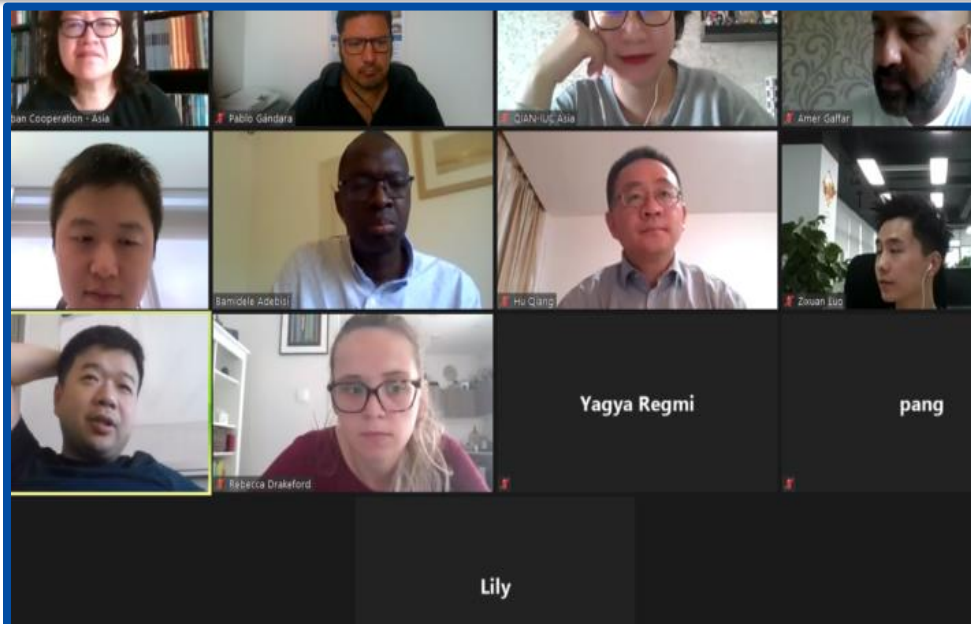 ban Cooperation - Asia
Pablo Gándara
QIAN-IUC Asia
Amer Gaffar
Bamidele Adebisi
Hu Qiang
Zixuan Luo
Rebecca Drakeford
Yagya Regmi
pang
Lily